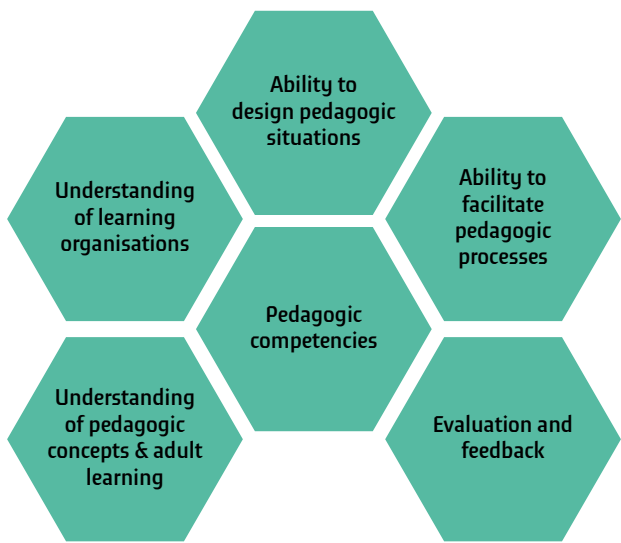 Ability to
design pedagogic
situations
Understanding
of learning
organisations
Ability to
facilitate
pedagogic
processes
Pedagogic
competencies
Understanding
of pedagogic
concepts & adult
learning
Evaluation and
feedback